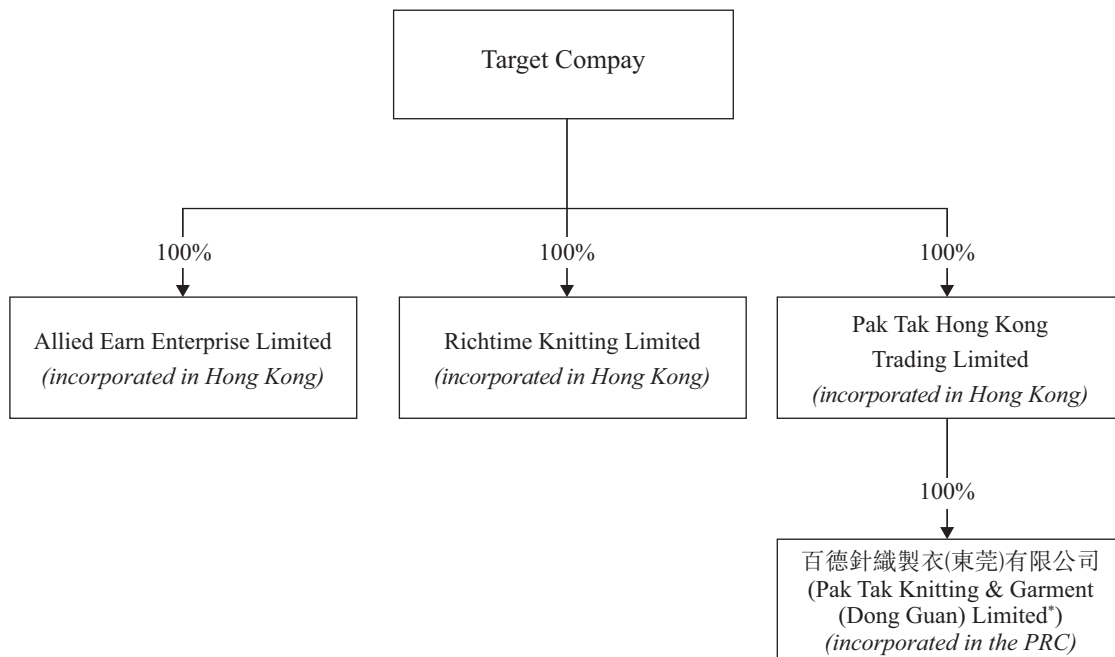 Target Compay
100%
100%
100%
Allied Earn Enterprise Limited
(incorporated in Hong Kong)
Richtime Knitting Limited
(incorporated in Hong Kong)
Pak Tak Hong Kong
Trading Limited
(incorporated in Hong Kong)
100%
百德針織製衣(東莞)有限公司
(Pak Tak Knitting & Garment
(Dong Guan) Limited*)
(incorporated in the PRC)